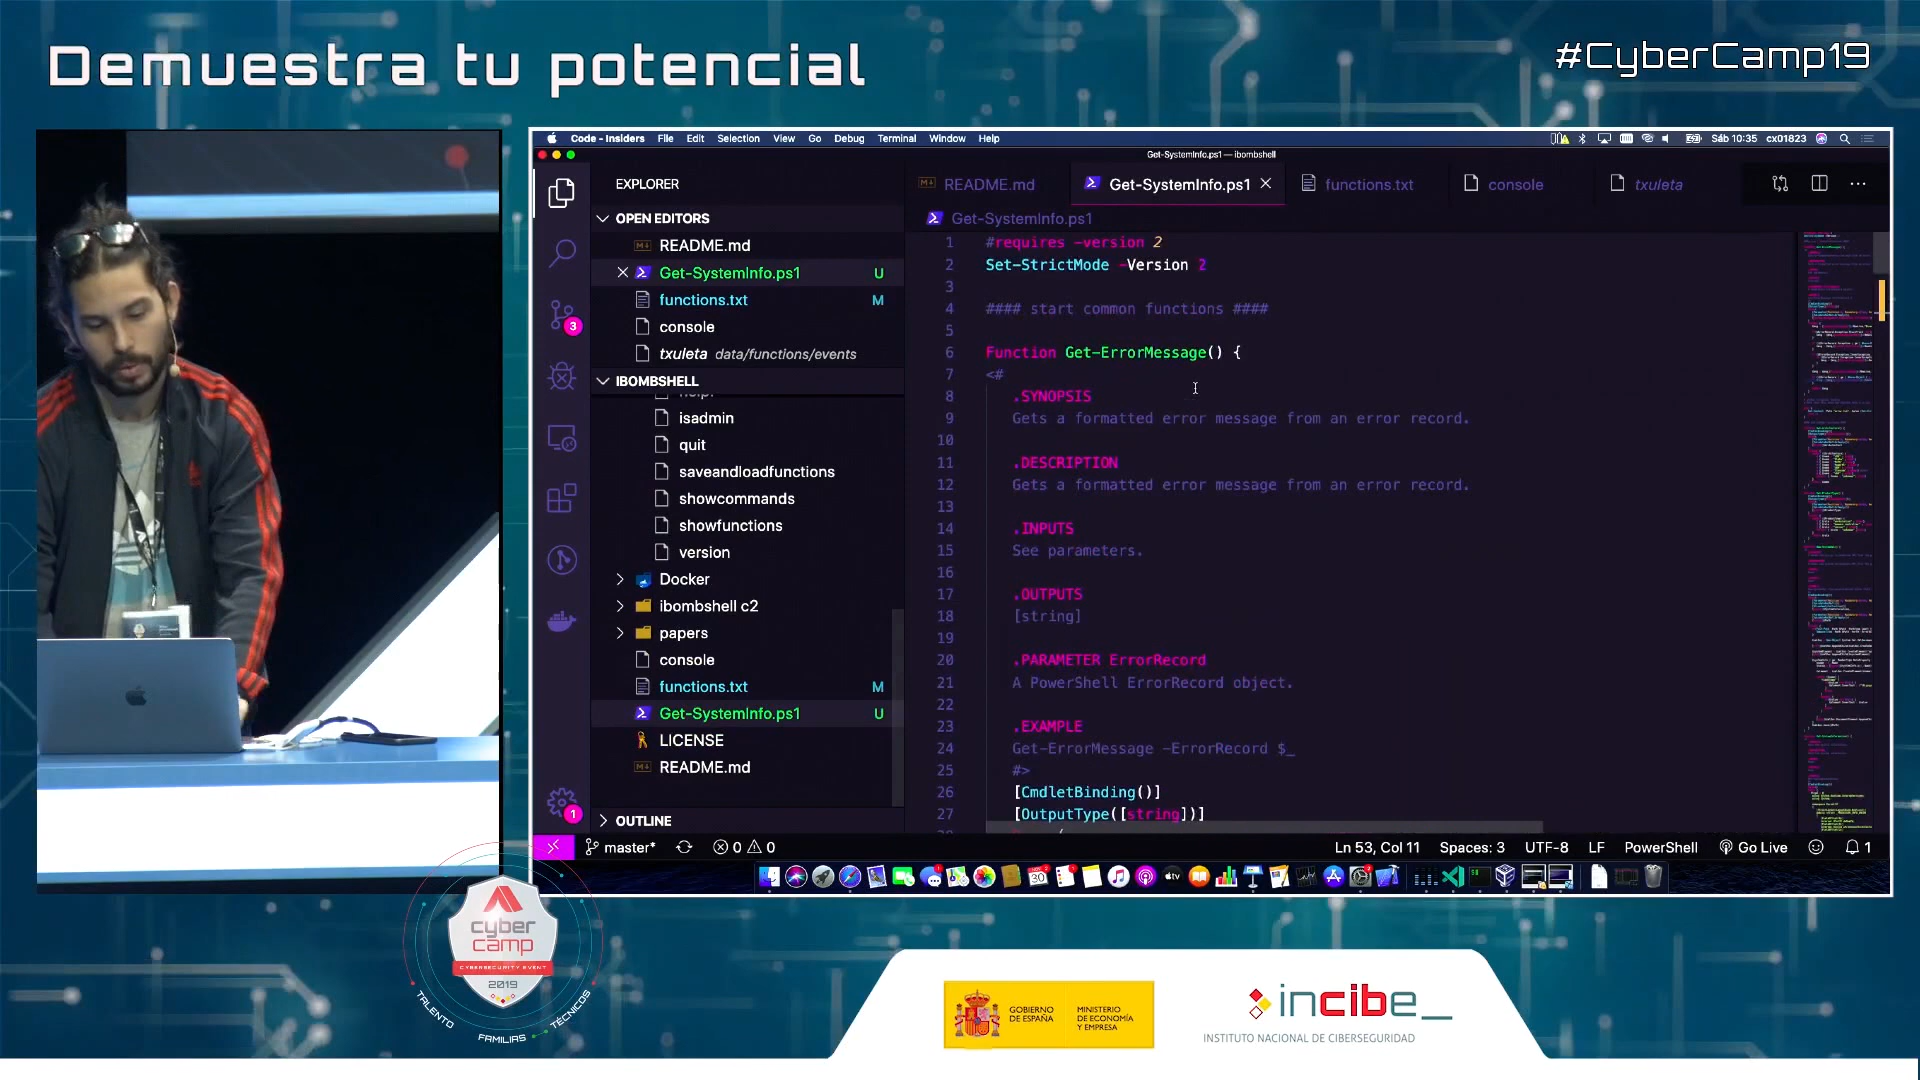 Demuestra tu potencial
#CyberCamp19
Code - Insiders File Edit Selection View Go Debug Terminal Window Help
Sáb 10:35 cx01823
Get-SystemInfo.ps1 — ibombshell
EXPLORER
OPEN EDITORS
README.md
Get-SystemInfo.ps1 U
functions.txt M
console
txuleta data/functions/events
IBOMBSHELL
help.
isadmin
quit
saveandloadfunctions
showcommands
showfunctions
version
Docker
ibombshell c2
papers
console
functions.txt M
Get-SystemInfo.ps1 U
LICENSE
README.md
OUTLINE
3
1
README.md
Get-SystemInfo.ps1
functions.txt
console
txuleta
Get-SystemInfo.ps1
1 #requires -version 2
2 Set-StrictMode -Version 2
3
4 #### start common functions ####
5
6 Function Get-ErrorMessage() {
7 <#
8 .SYNOPSIS
9 Gets a formatted error message from an error record.
10
11 .DESCRIPTION
12 Gets a formatted error message from an error record.
13
14 .INPUTS
15 See parameters.
16
17 .OUTPUTS
18 [string]
19
20 .PARAMETER ErrorRecord
21 A PowerShell ErrorRecord object.
22
23 .EXAMPLE
24 Get-ErrorMessage -ErrorRecord $_
25 #>
26 [CmdletBinding()]
27 [OutputType([string])]
master* 0 0
Ln 53, Col 11 Spaces: 3 UTF-8 LF PowerShell Go Live 1
cyber
camp
CYBERSECURITY EVENT
2019
TALENTO
FAMILIAS
TÉCNICOS
GOBIERNO
DE ESPAÑA
MINISTERIO
DE ECONOMÍA
Y EMPRESA
incibe_
INSTITUTO NACIONAL DE CIBERSEGURIDAD